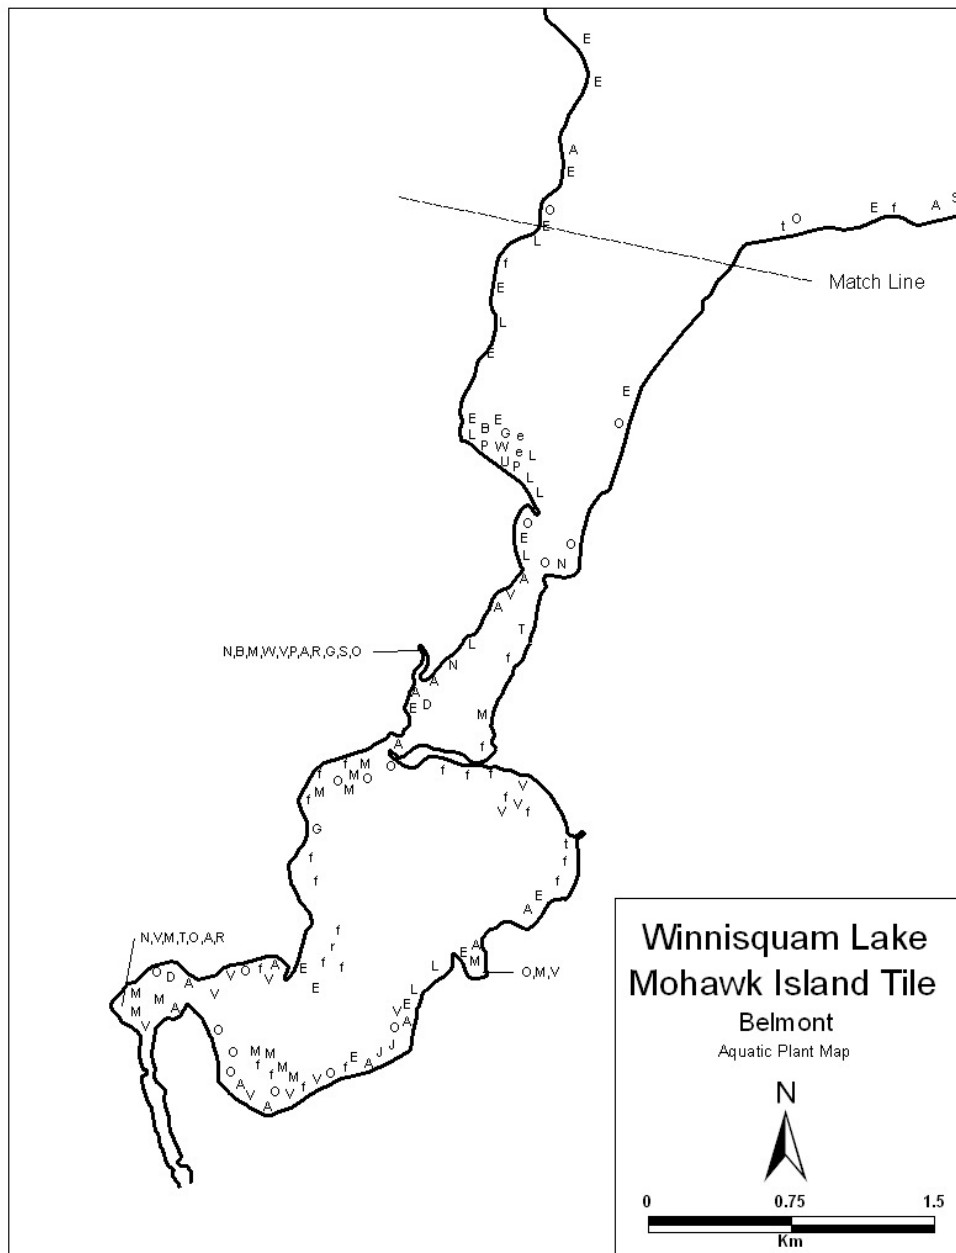 E
E
A
E
O
E
L
S
A
E f
O
t
Match Line
f
E
L
E
E
O
E
B E
L G e
P W e L
U P
L
L
O
E O
L O N
A
V
A
T
L
N,B,M,W,V,P,A,R,G,S,O
N f
A
A
E D
M
A f
f f M O f f f
M O M O
f M M
V
f V
V f
G
t
f f
f E f
A
N,V,M,T,O,A,R
f
r
f f
E
A
E M
L
O,M,V
O D A V O f A
V V
E
M M A
M
V
L
E
V A
O
O
O
O
M M
f
f M
M
A V O V f V O f E A J J
A
Winnisquam Lake
Mohawk Island Tile
Belmont
Aquatic Plant Map
N
0 0.75 1.5
Km